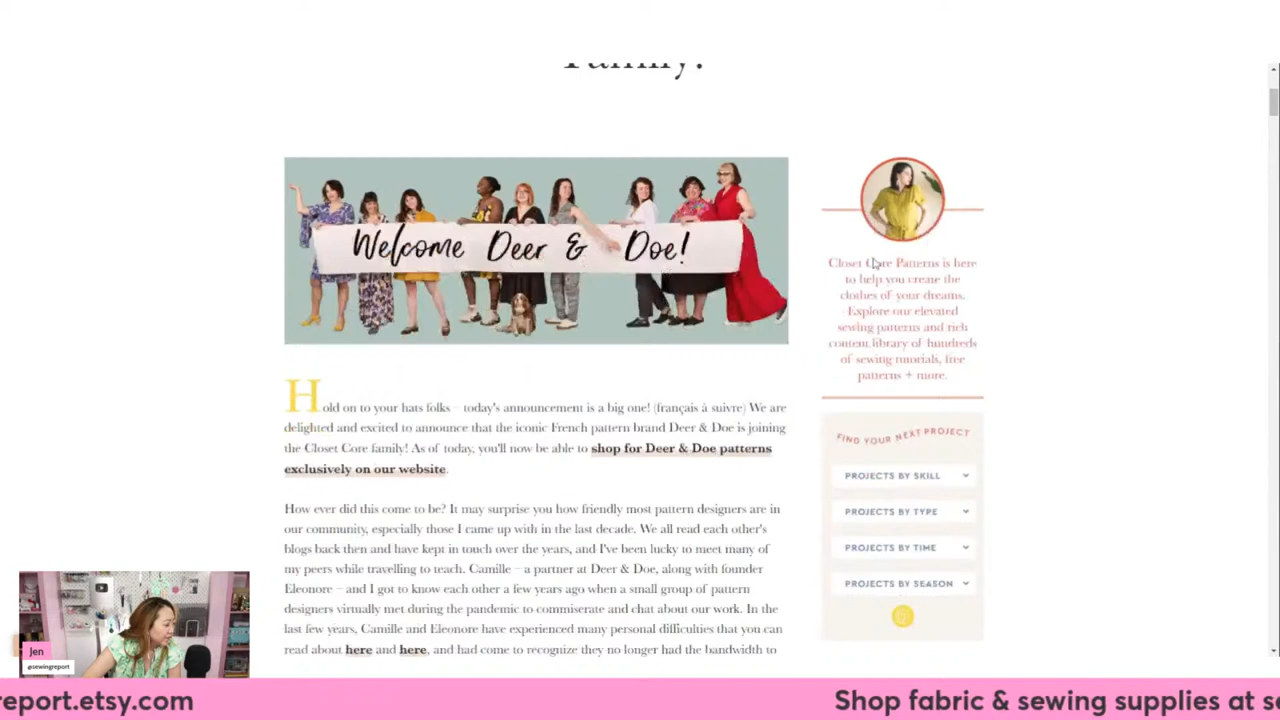 Family!
Welcome Deer & Doe!
Hold on to your hats folks – today's announcement is a big one! (français à suivre) We are
delighted and excited to announce that the iconic French pattern brand Deer & Doe is joining
the Closet Core family! As of today, you'll now be able to shop for Deer & Doe patterns
exclusively on our website.
How ever did this come to be? It may surprise you how friendly most pattern designers are in
our community, especially those I came up with in the last decade. We all read each other's
blogs back then and have kept in touch over the years, and I've been lucky to meet many of
my peers while travelling to teach. Camille – a partner at Deer & Doe, along with founder
Eleonore – and I got to know each other a few years ago when a small group of pattern
designers virtually met during the pandemic to commiserate and chat about our work. In the
last few years, Camille and Eleonore have experienced many personal difficulties that you can
read about here and here, and had come to recognize they no longer had the bandwidth to
Closet Core Patterns is here
to help you create the
clothes of your dreams.
Explore our elevated
sewing patterns and rich
content library of hundreds
of sewing tutorials, free
patterns + more.
FIND YOUR NEXT PROJECT
PROJECTS BY SKILL
PROJECTS BY TYPE
PROJECTS BY TIME
PROJECTS BY SEASON
Jen
@sewingreport
report.etsy.com
Shop fabric & sewing supplies at se